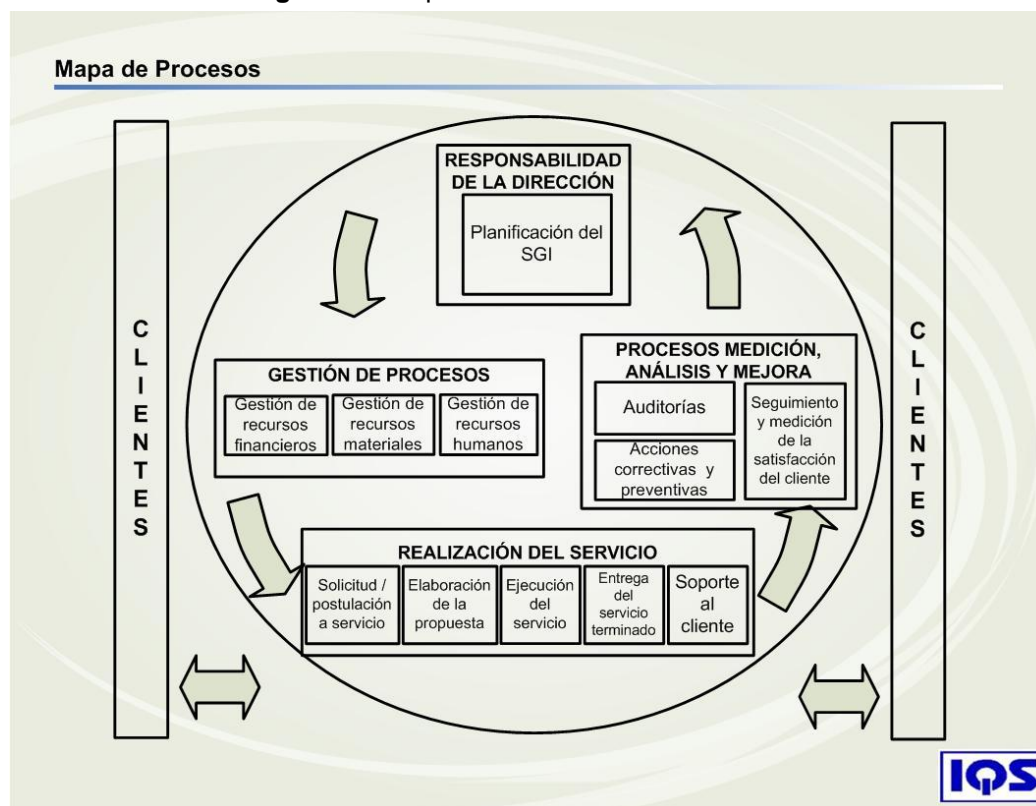 Mapa de Procesos
C
L
I
E
N
T
E
S
RESPONSABILIDAD
DE LA DIRECCIÓN
Planificación del
SGI
GESTIÓN DE PROCESOS
Gestión de
recursos
financieros
Gestión de
recursos
materiales
Gestión de
recursos
humanos
PROCESOS MEDICIÓN,
ANÁLISIS Y MEJORA
Auditorías
Acciones
correctivas y
preventivas
Seguimiento
y medición
de la
satisfacción
del cliente
REALIZACIÓN DEL SERVICIO
Solicitud /
postulación
a servicio
Elaboración
de la
propuesta
Ejecución
del
servicio
Entrega
del
servicio
terminado
Soporte
al
cliente
C
L
I
E
N
T
E
S
IQS